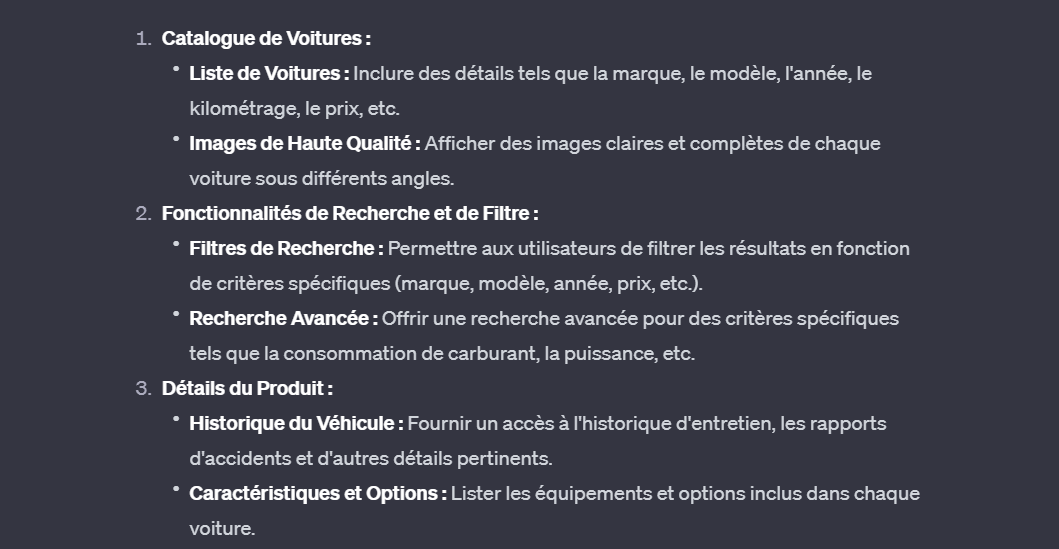 1. Catalogue de Voitures :
• Liste de Voitures : Inclure des détails tels que la marque, le modèle, l'année, le
kilométrage, le prix, etc.
• Images de Haute Qualité : Afficher des images claires et complètes de chaque
voiture sous différents angles.
2. Fonctionnalités de Recherche et de Filtre :
• Filtres de Recherche : Permettre aux utilisateurs de filtrer les résultats en fonction
de critères spécifiques (marque, modèle, année, prix, etc.).
• Recherche Avancée : Offrir une recherche avancée pour des critères spécifiques
tels que la consommation de carburant, la puissance, etc.
3. Détails du Produit :
• Historique du Véhicule : Fournir un accès à l'historique d'entretien, les rapports
d'accidents et d'autres détails pertinents.
• Caractéristiques et Options : Lister les équipements et options inclus dans chaque
voiture.